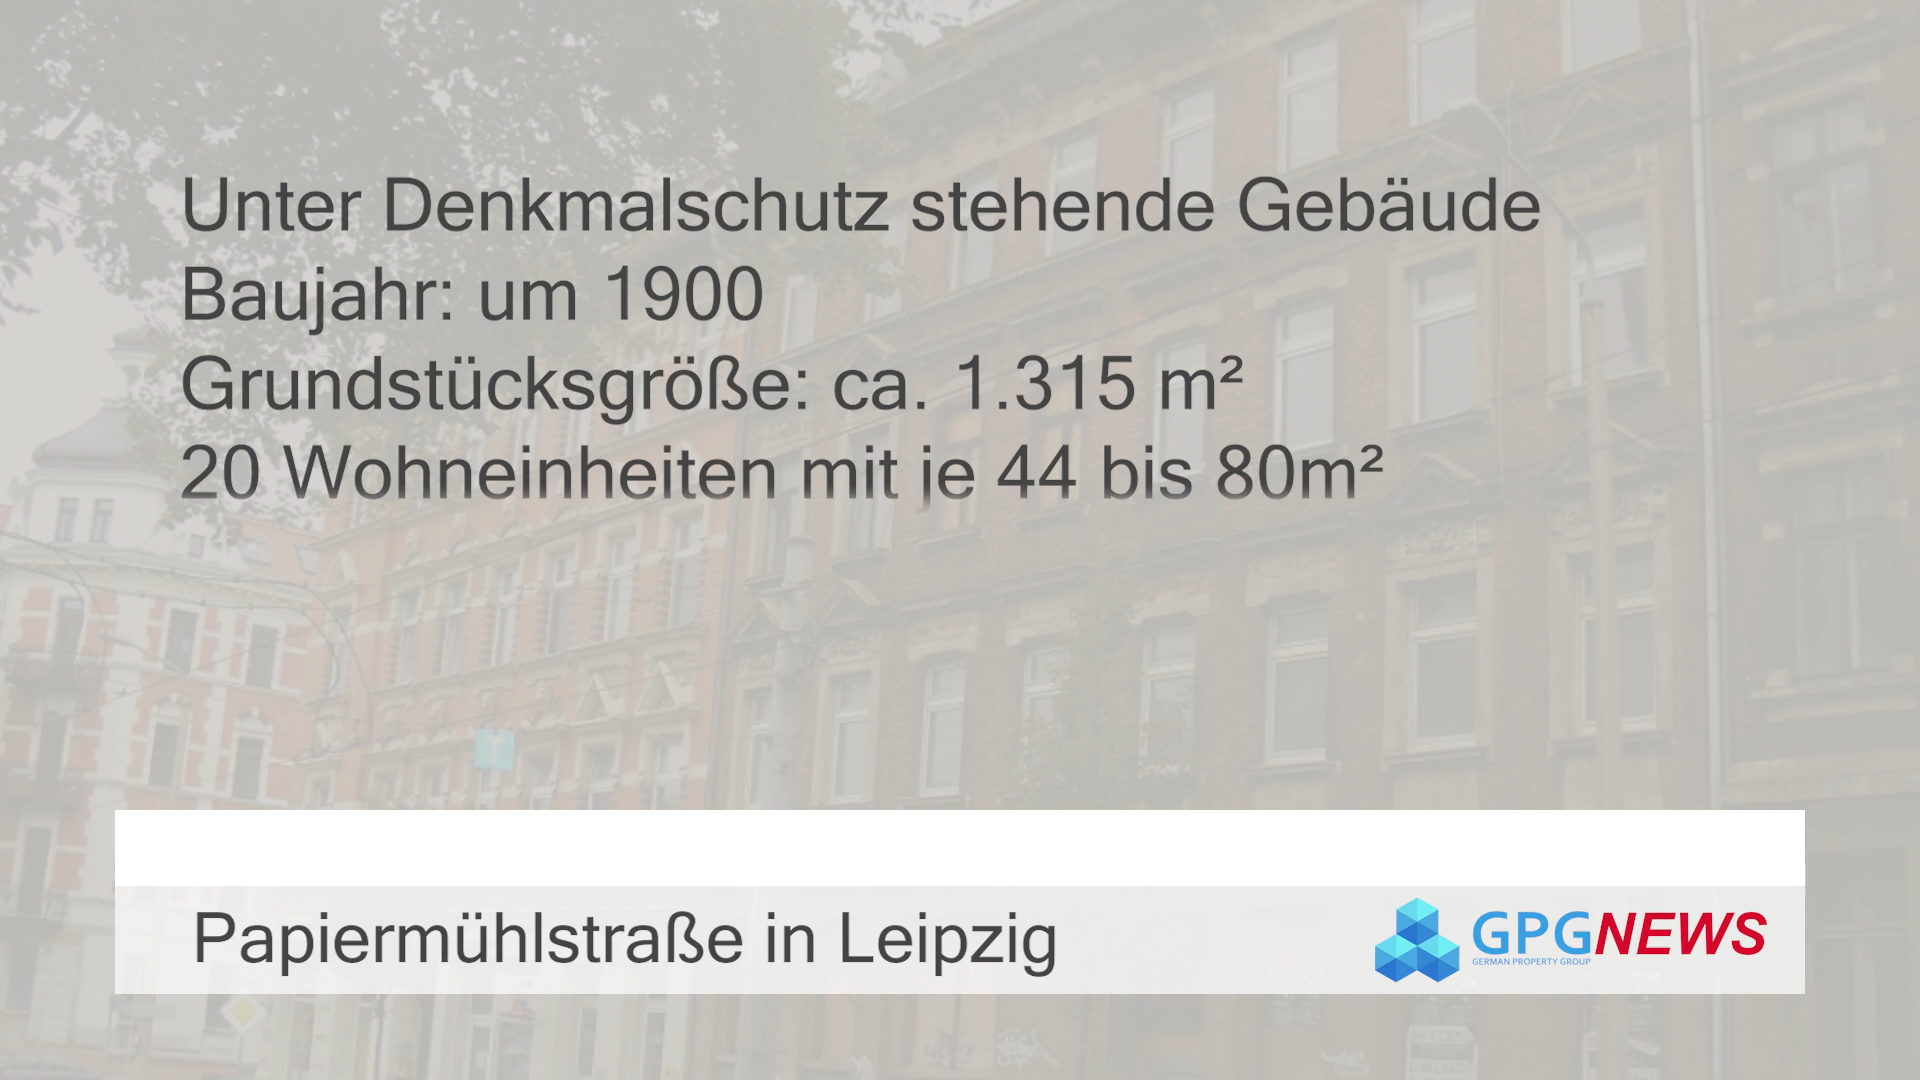 Unter Denkmalschutz stehende Gebäude
Baujahr: um 1900
Grundstücksgröße: ca. 1.315 m²
20 Wohneinheiten mit je 44 bis 80m²
Papiermühlstraße in Leipzig
GPGNEWS
GERMAN PROPERTY GROUP